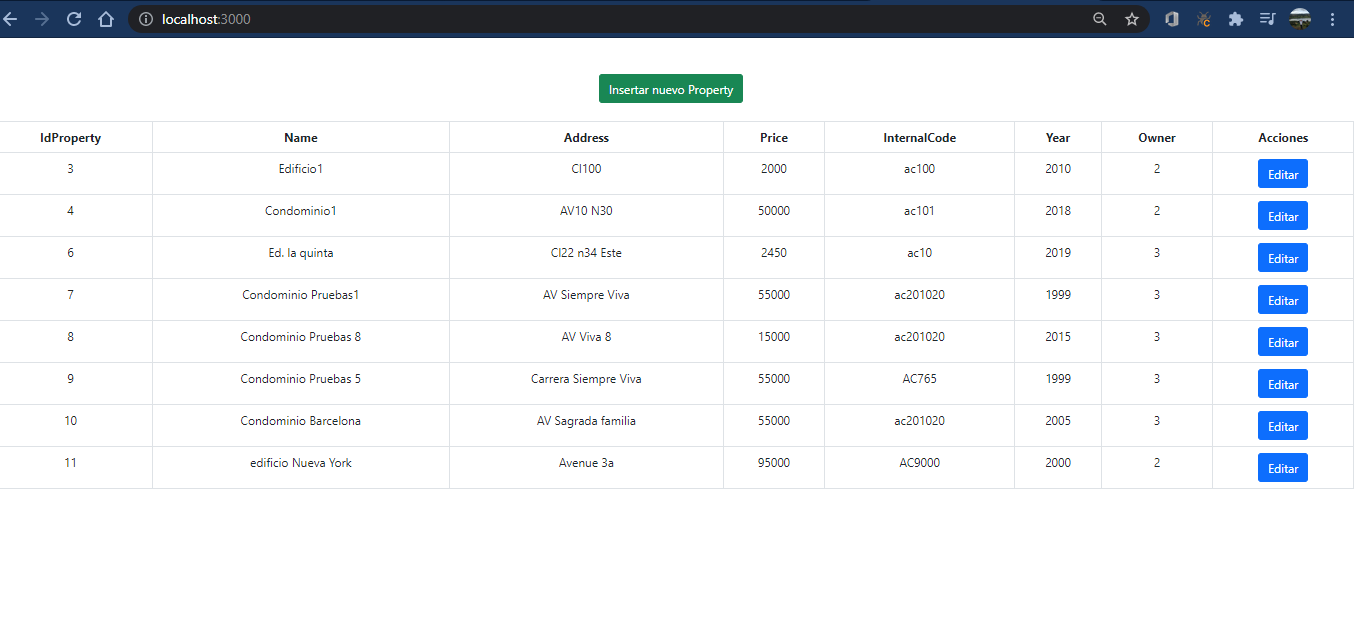 localhost:3000
Insertar nuevo Property
IdProperty Name Address Price InternalCode Year Owner Acciones
3 Edificio1 Cl100 2000 ac100 2010 2 Editar
4 Condominio1 AV10 N30 50000 ac101 2018 2 Editar
6 Ed. la quinta Cl22 n34 Este 2450 ac10 2019 3 Editar
7 Condominio Pruebas1 AV Siempre Viva 55000 ac201020 1999 3 Editar
8 Condominio Pruebas 8 AV Viva 8 15000 ac201020 2015 3 Editar
9 Condominio Pruebas 5 Carrera Siempre Viva 55000 AC765 1999 3 Editar
10 Condominio Barcelona AV Sagrada familia 55000 ac201020 2005 3 Editar
11 edificio Nueva York Avenue 3a 95000 AC9000 2000 2 Editar